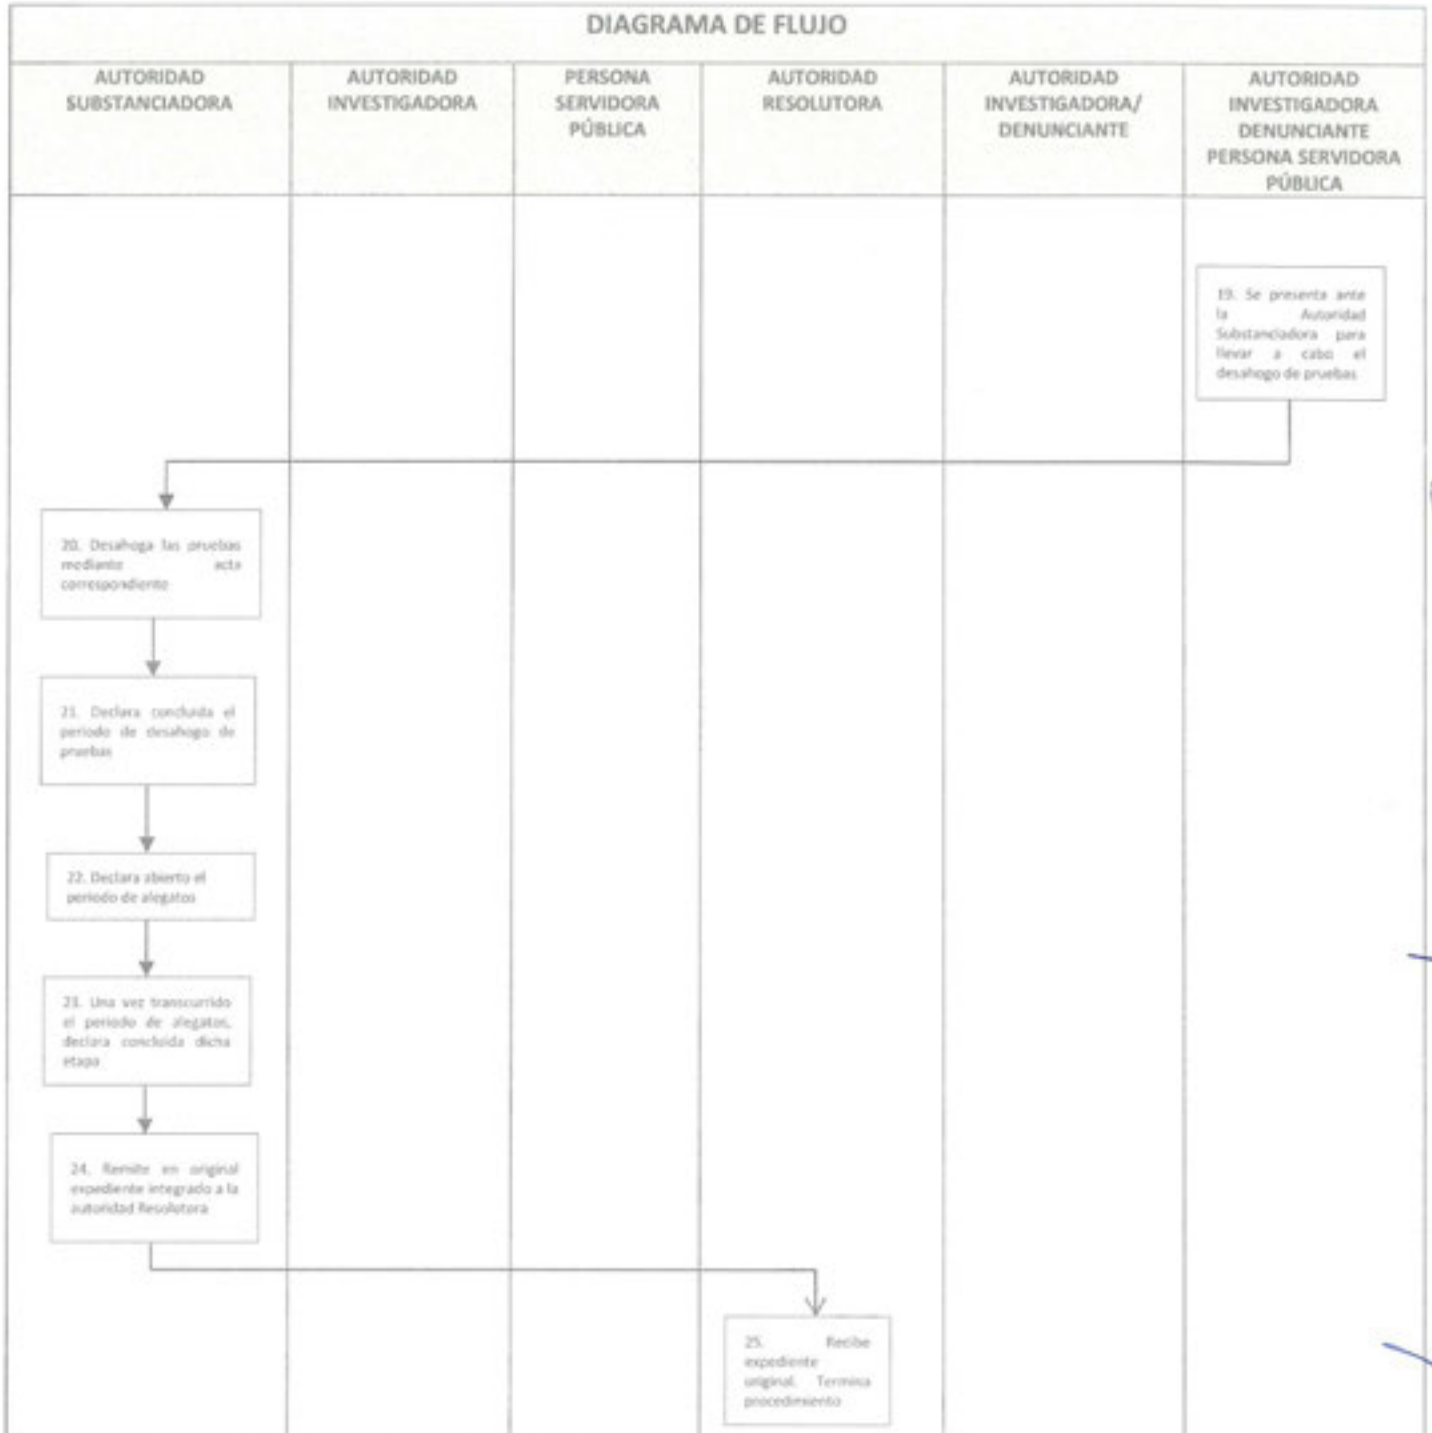 DIAGRAMA DE FLUJO
AUTORIDAD
SUBSTANCIADORA
AUTORIDAD
INVESTIGADORA
PERSONA
SERVIDORA
PÚBLICA
AUTORIDAD
RESOLUTORA
AUTORIDAD
INVESTIGADORA/
DENUNCIANTE
AUTORIDAD
INVESTIGADORA
DENUNCIANTE
PERSONA SERVIDORA
PÚBLICA
19. Se presenta ante
la Autoridad
Substanciadora para
llevar a cabo el
desahogo de pruebas
20. Desahoga las pruebas
mediante acta
correspondiente
21. Declara concluida el
periodo de desahogo de
pruebas
22. Declara abierto el
periodo de alegatos
23. Una vez transcurrido
el periodo de alegatos,
declara concluida dicha
etapa
24. Remite en original
expediente integrado a la
autoridad Resolutora
25. Recibe
expediente
original. Termina
procedimiento